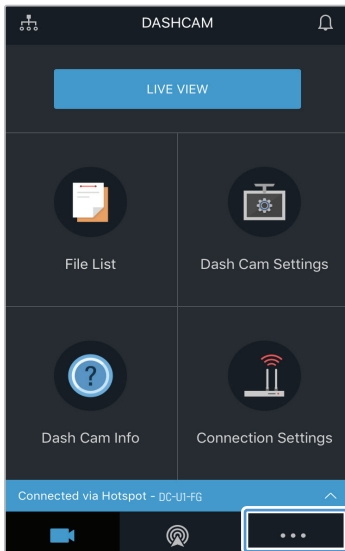 DASHCAM
LIVE VIEW
File List
Dash Cam Settings
?
Dash Cam Info
Connection Settings
Connected via Hotspot - DC-U1-FG